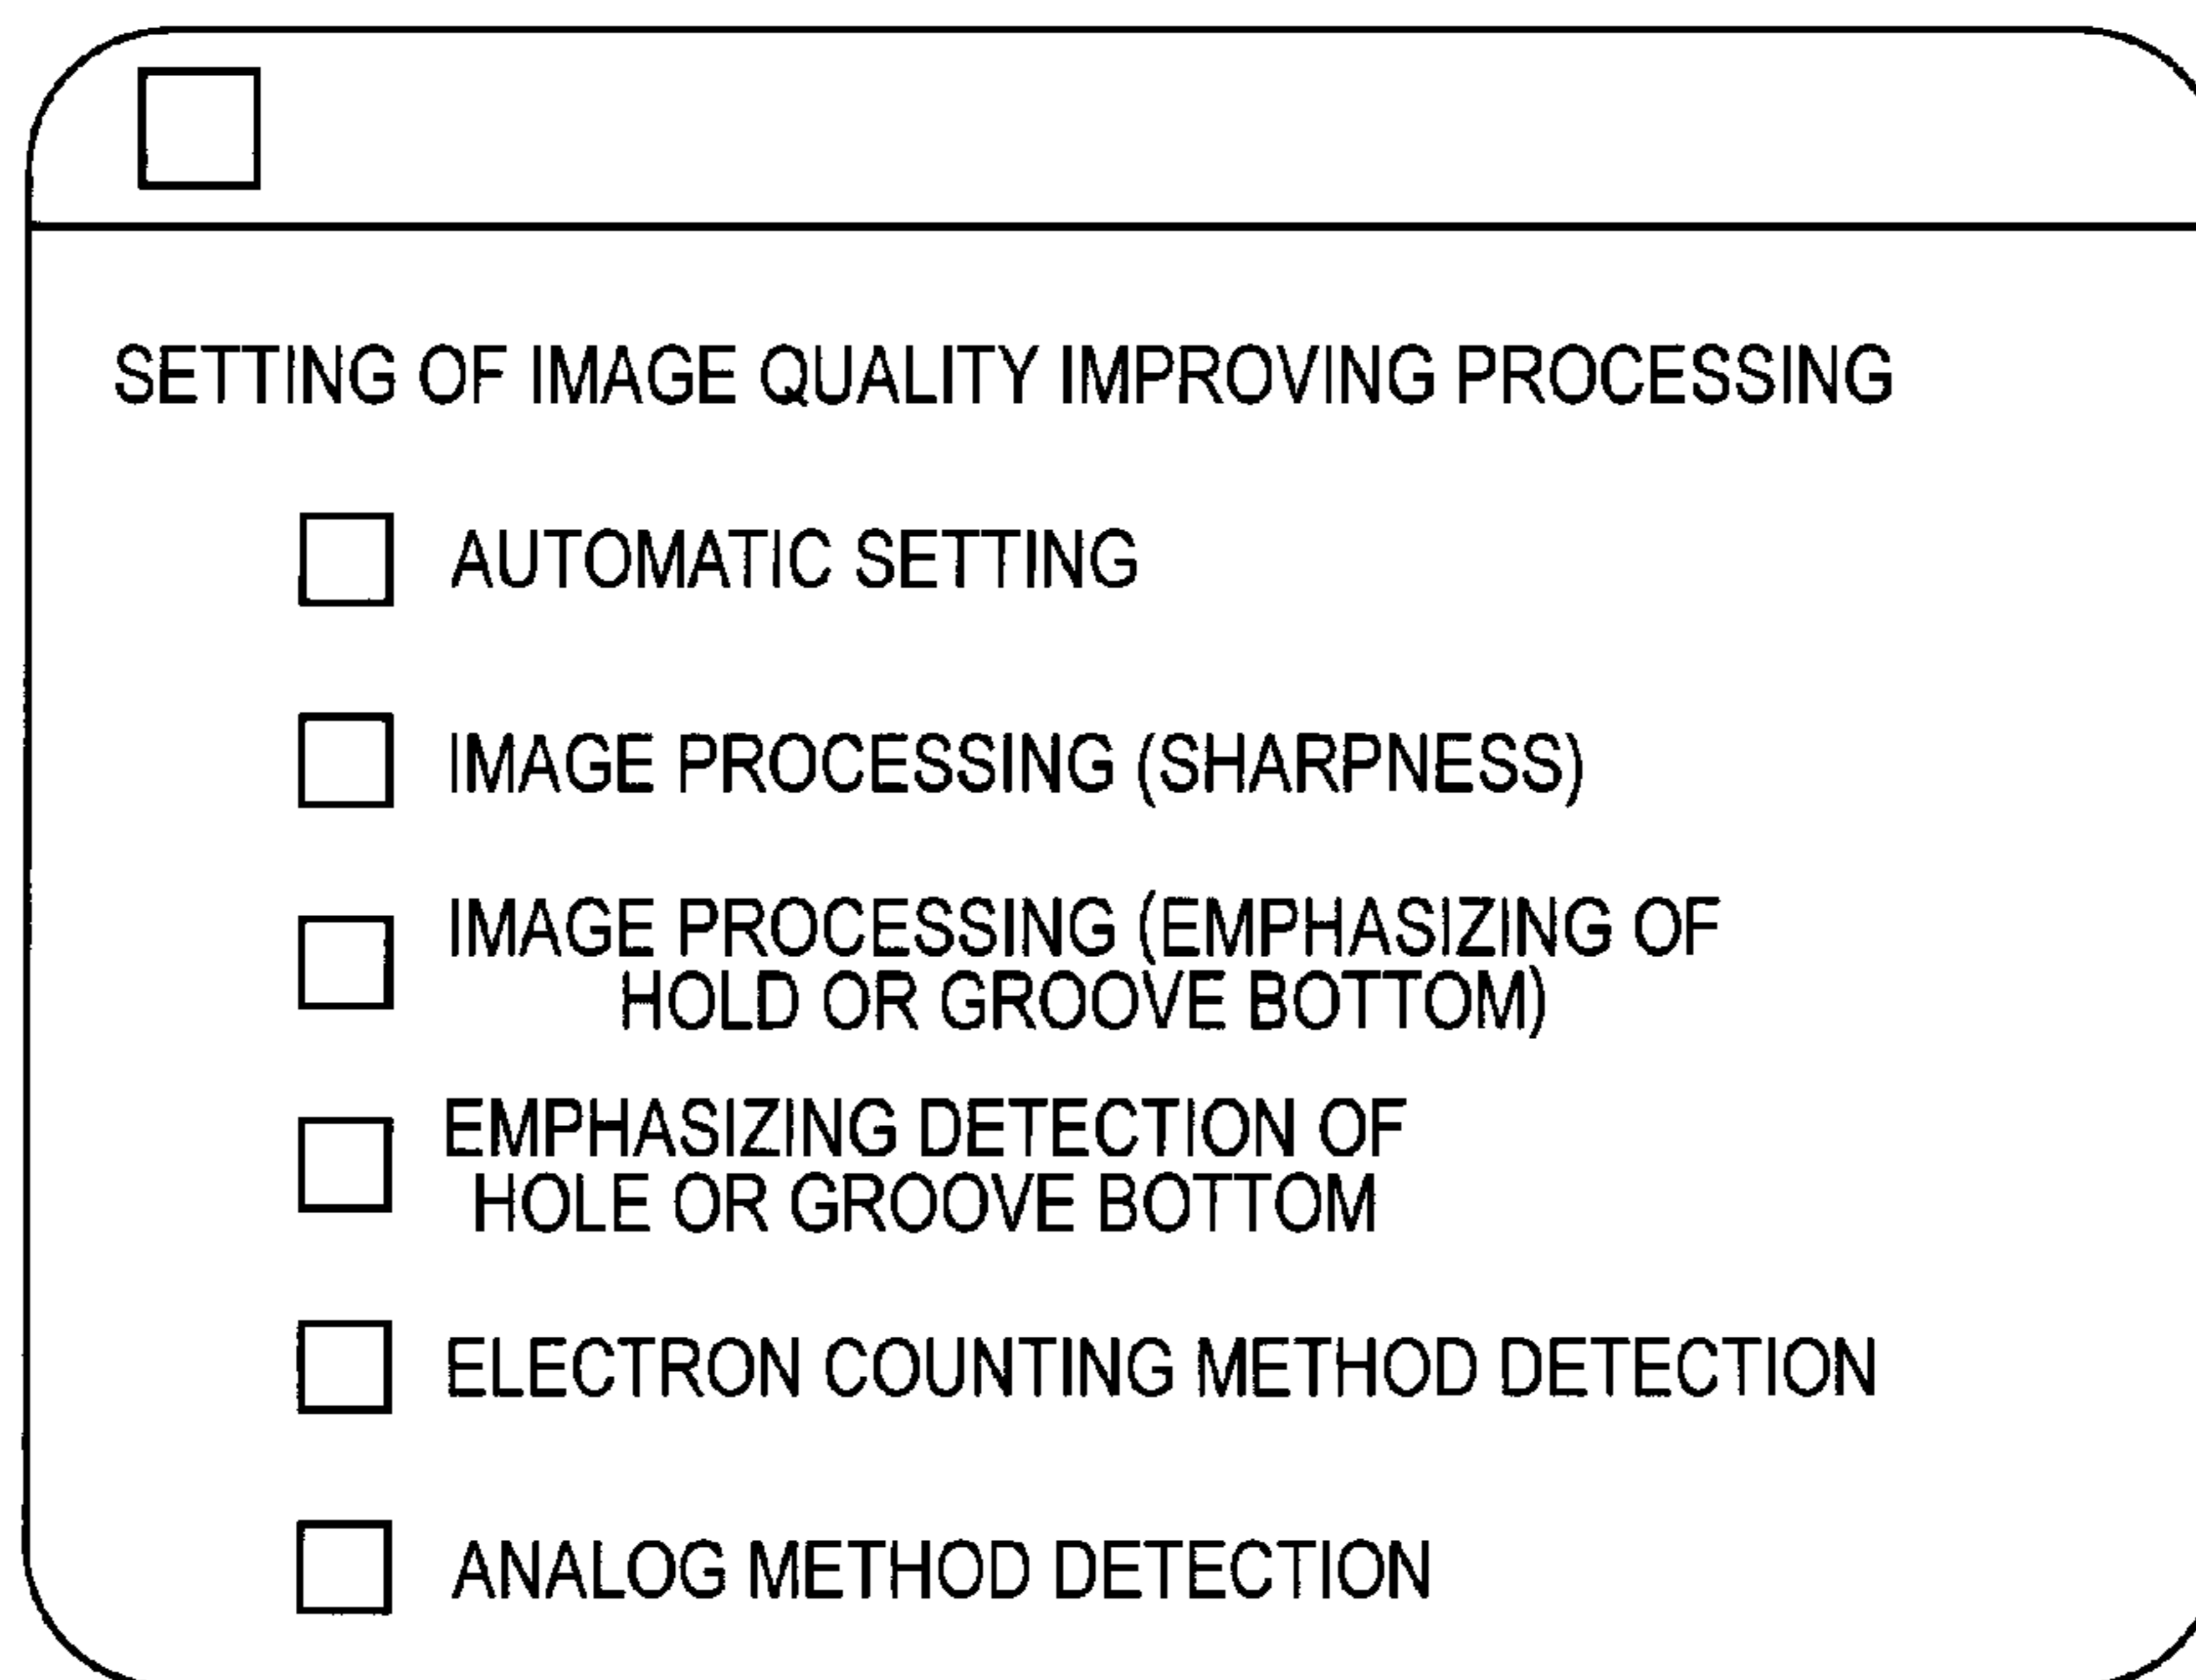 SETTING OF IMAGE QUALITY IMPROVING PROCESSING
AUTOMATIC SETTING
IMAGE PROCESSING (SHARPNESS)
IMAGE PROCESSING (EMPHASIZING OF
HOLD OR GROOVE BOTTOM)
EMPHASIZING DETECTION OF
HOLE OR GROOVE BOTTOM
ELECTRON COUNTING METHOD DETECTION
ANALOG METHOD DETECTION